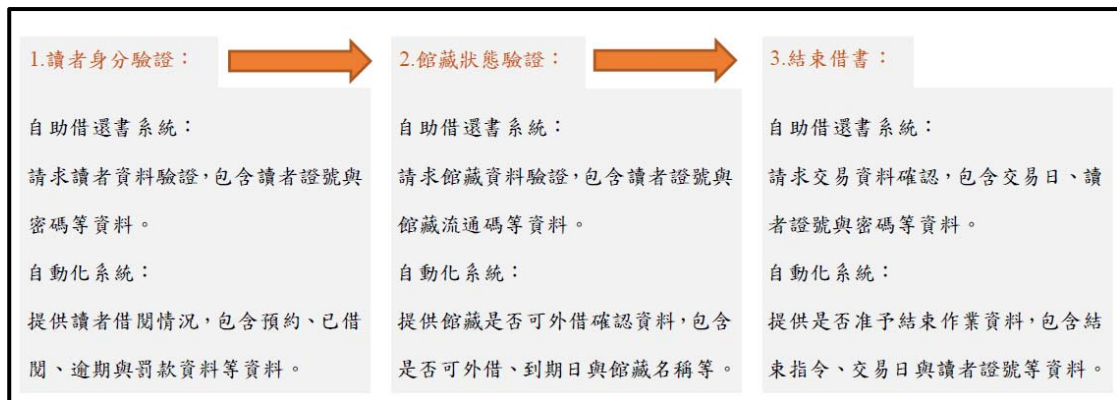 1.讀者身分驗證：
自助借還書系統：
請求讀者資料驗證，包含讀者證號與
密碼等資料。
自動化系統：
提供讀者借閱情況，包含預約、已借
閱、逾期與罰款資料等資料。
2.館藏狀態驗證：
自助借還書系統：
請求館藏資料驗證，包含讀者證號與
館藏流通碼等資料。
自動化系統：
提供館藏是否可外借確認資料，包含
是否可外借、到期日與館藏名稱等。
3.結束借書：
自助借還書系統：
請求交易資料確認，包含交易日、讀
者證號與密碼等資料。
自動化系統：
提供是否准予結束作業資料，包含結
束指令、交易日與讀者證號等資料。